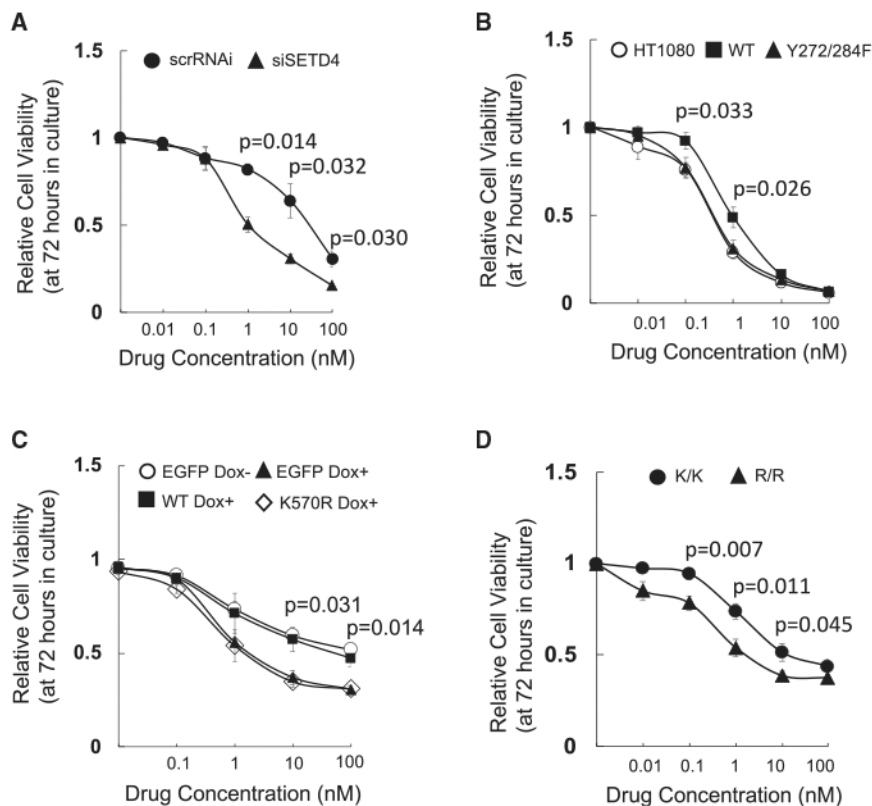 A
scrRNAi siSETD4
1.5
1
0.5
0
p=0.014
p=0.032
p=0.030
0.01 0.1 1 10 100
Drug Concentration (nM)
Relative Cell Viability
(at 72 hours in culture)
B
HT1080 WT Y272/284F
1.5
1
0.5
0
p=0.033
p=0.026
0.01 0.1 1 10 100
Drug Concentration (nM)
Relative Cell Viability
(at 72 hours in culture)
C
EGFP Dox- EGFP Dox+
WT Dox+ K570R Dox+
1.5
1
0.5
0
p=0.031
p=0.014
0.1 1 10 100
Drug Concentration (nM)
Relative Cell Viability
(at 72 hours in culture)
D
K/K R/R
1.5
1
0.5
0
p=0.007
p=0.011
p=0.045
0.01 0.1 1 10 100
Drug Concentration (nM)
Relative Cell Viability
(at 72 hours in culture)